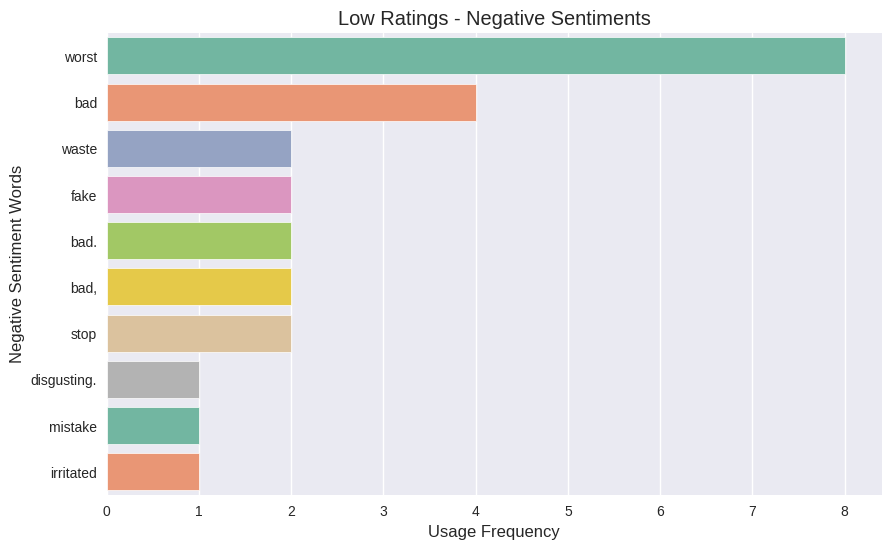 Low Ratings - Negative Sentiments
Negative Sentiment Words
worst
bad
waste
fake
bad.
bad,
stop
disgusting.
mistake
irritated
0 1 2 3 4 5 6 7 8
Usage Frequency